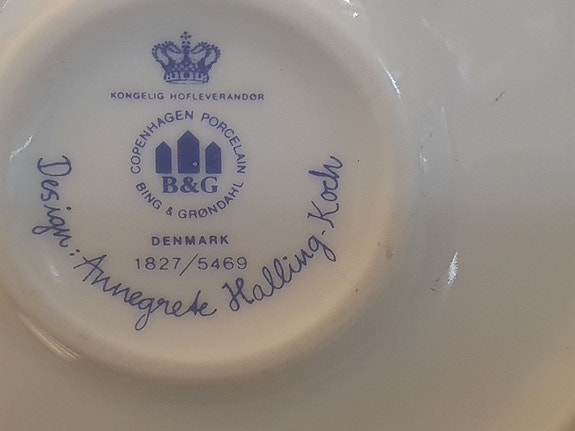 KONGELIG HOFLEVERANDØR
COPENHAGEN PORCELAIN
B&G
BING & GRØNDAHL
DENMARK
1827/5469
Design: Annegrete Halling-Koch